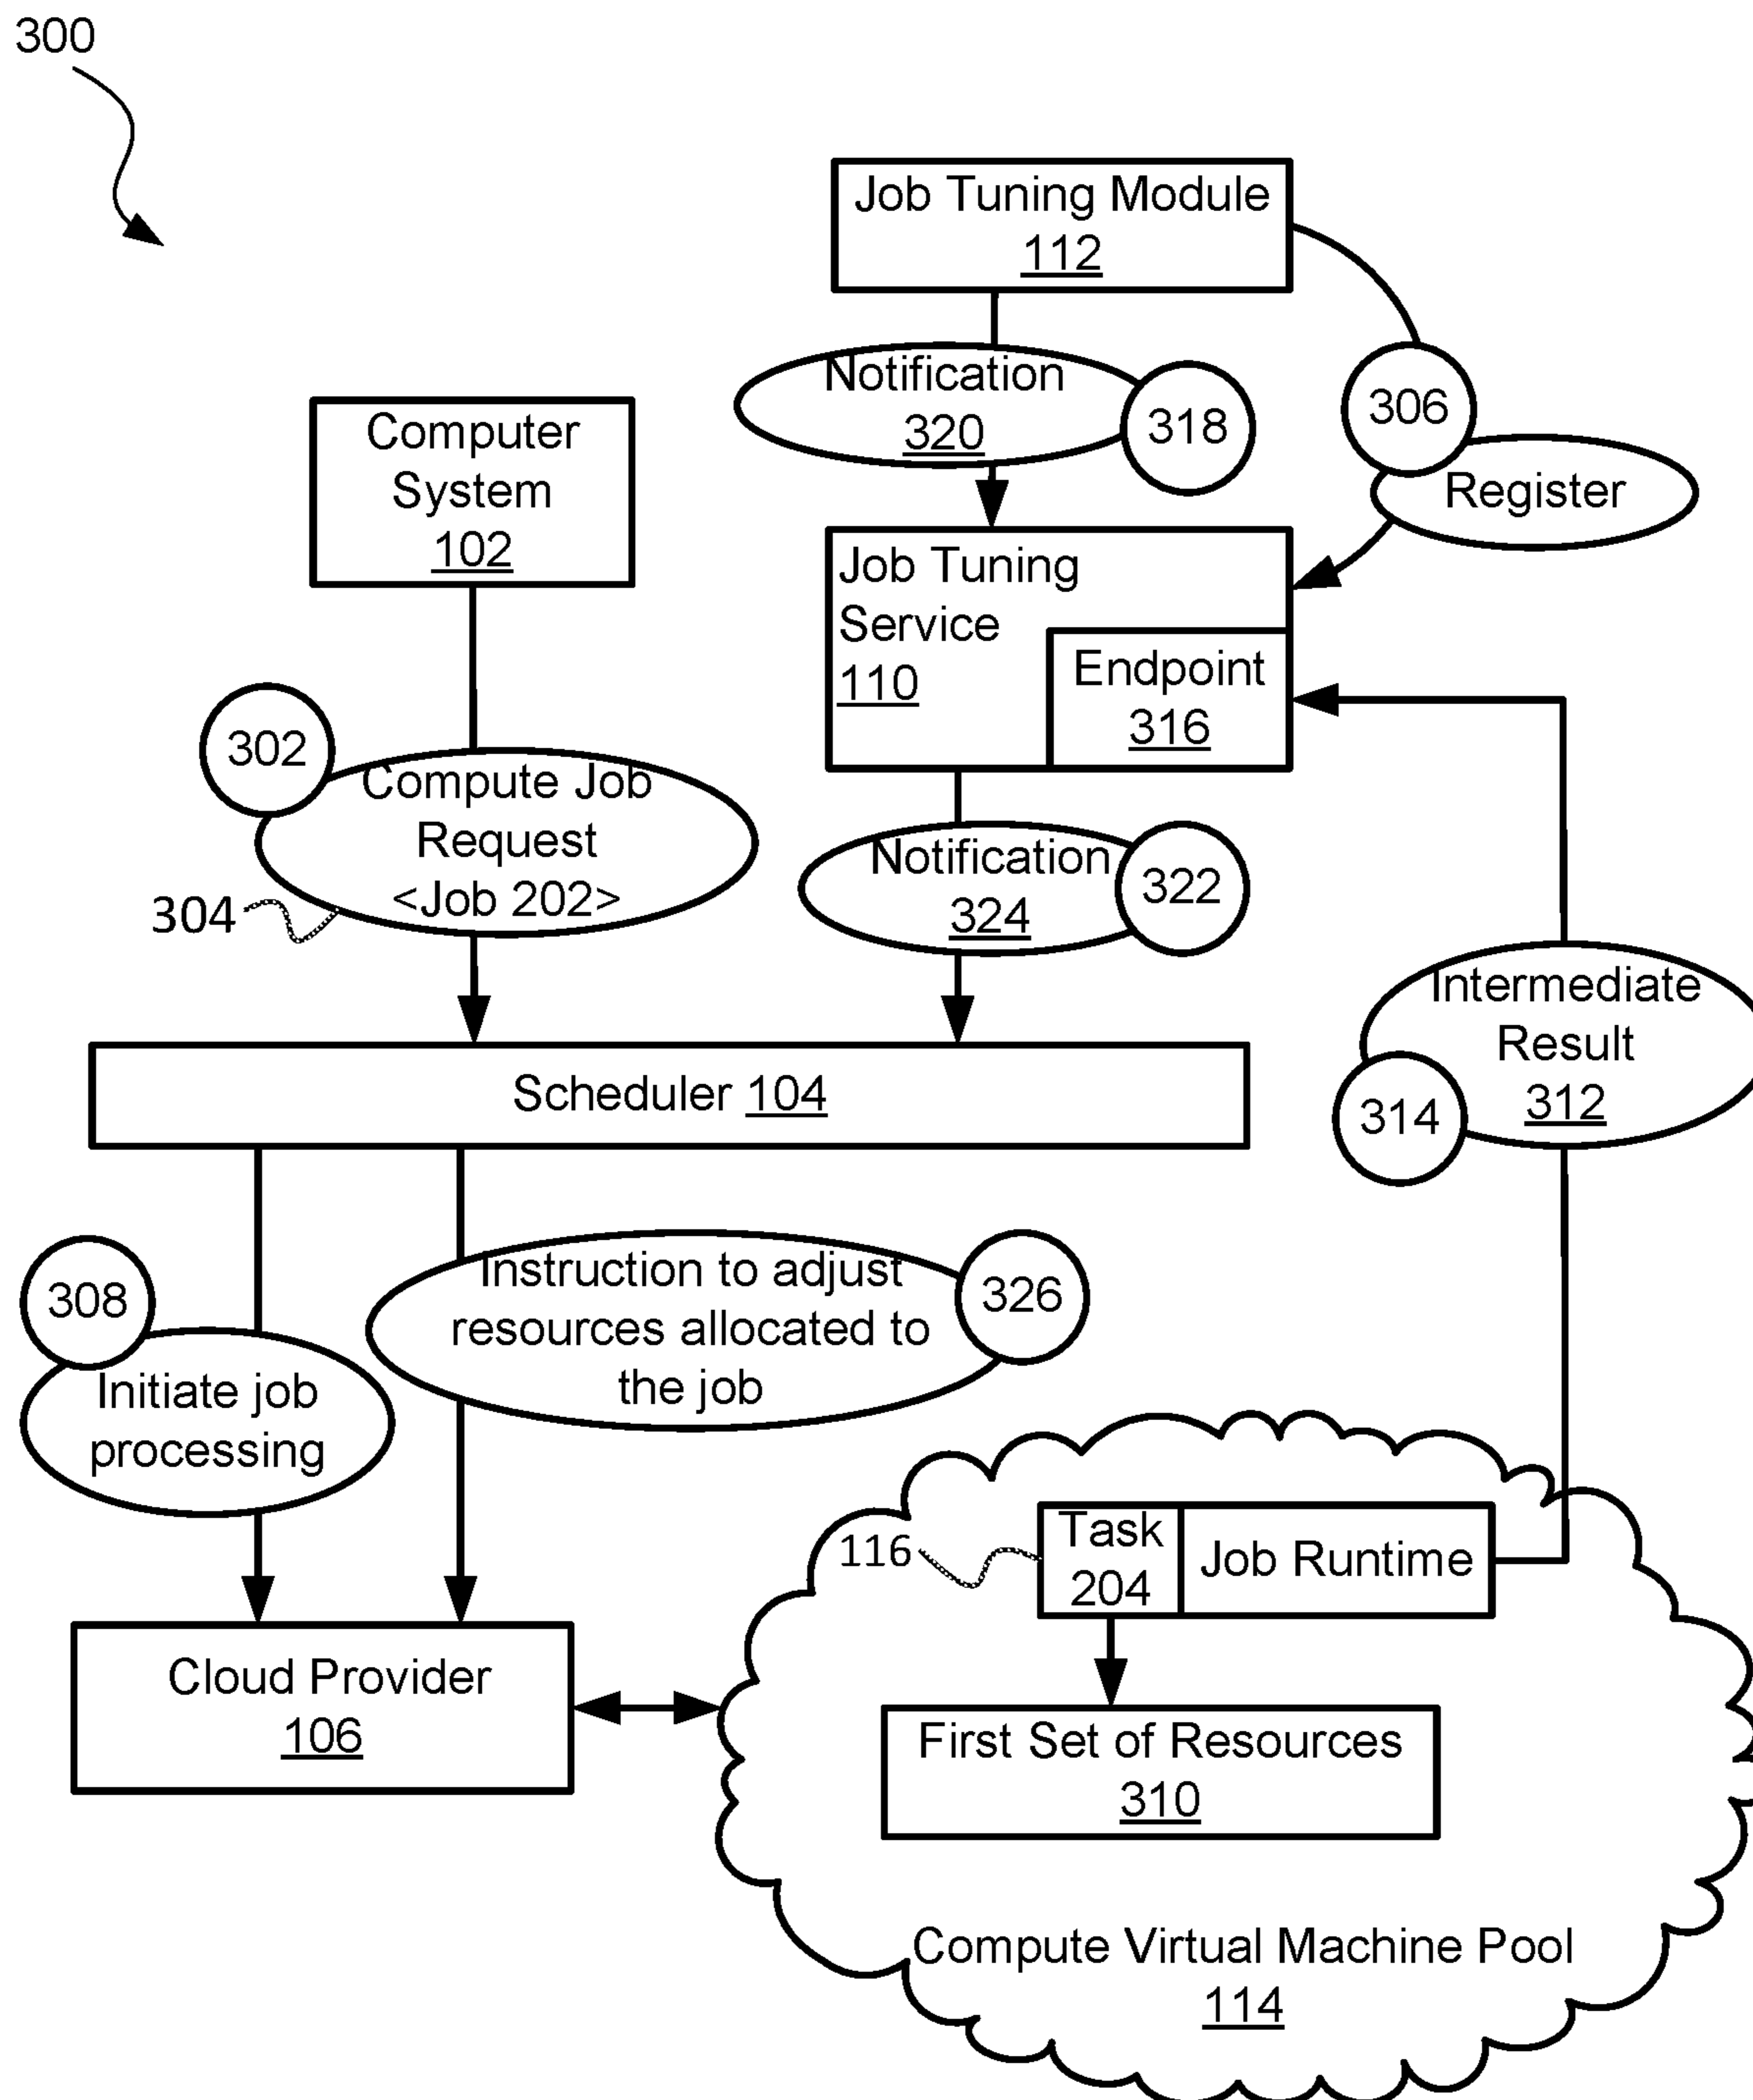 300
Job Tuning Module
112
Notification
320
318
306
Register
Computer
System
102
Job Tuning
Service
110
Endpoint
316
302
Compute Job
Request
<Job 202>
304
Notification
324
322
Intermediate
Result
312
314
Scheduler 104
308
Initiate job
processing
Instruction to adjust
resources allocated to
the job
326
116
Task
204
Job Runtime
Cloud Provider
106
First Set of Resources
310
Compute Virtual Machine Pool
114